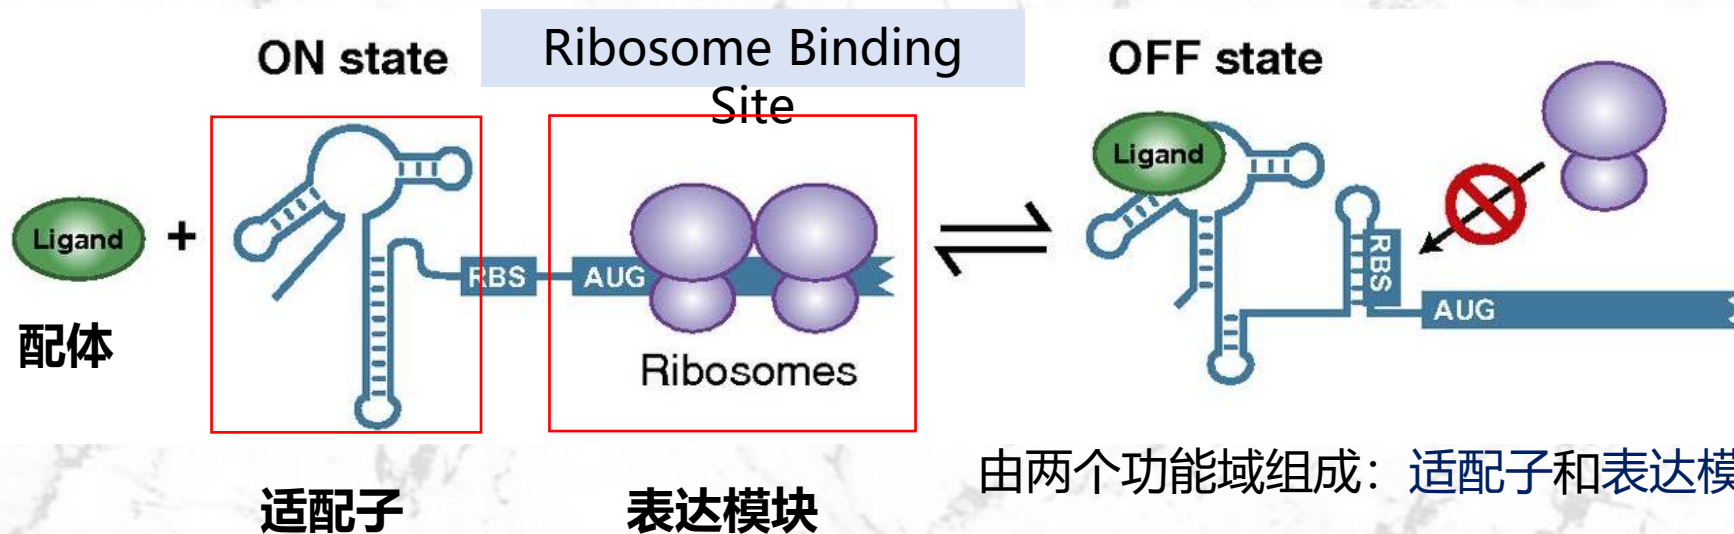 ON state
Ribosome Binding
Site
OFF state
Ligand
+
RBS
AUG
Ligand
RBS
AUG
配体
Ribosomes
适配子
表达模块
由两个功能域组成：适配子和表达模